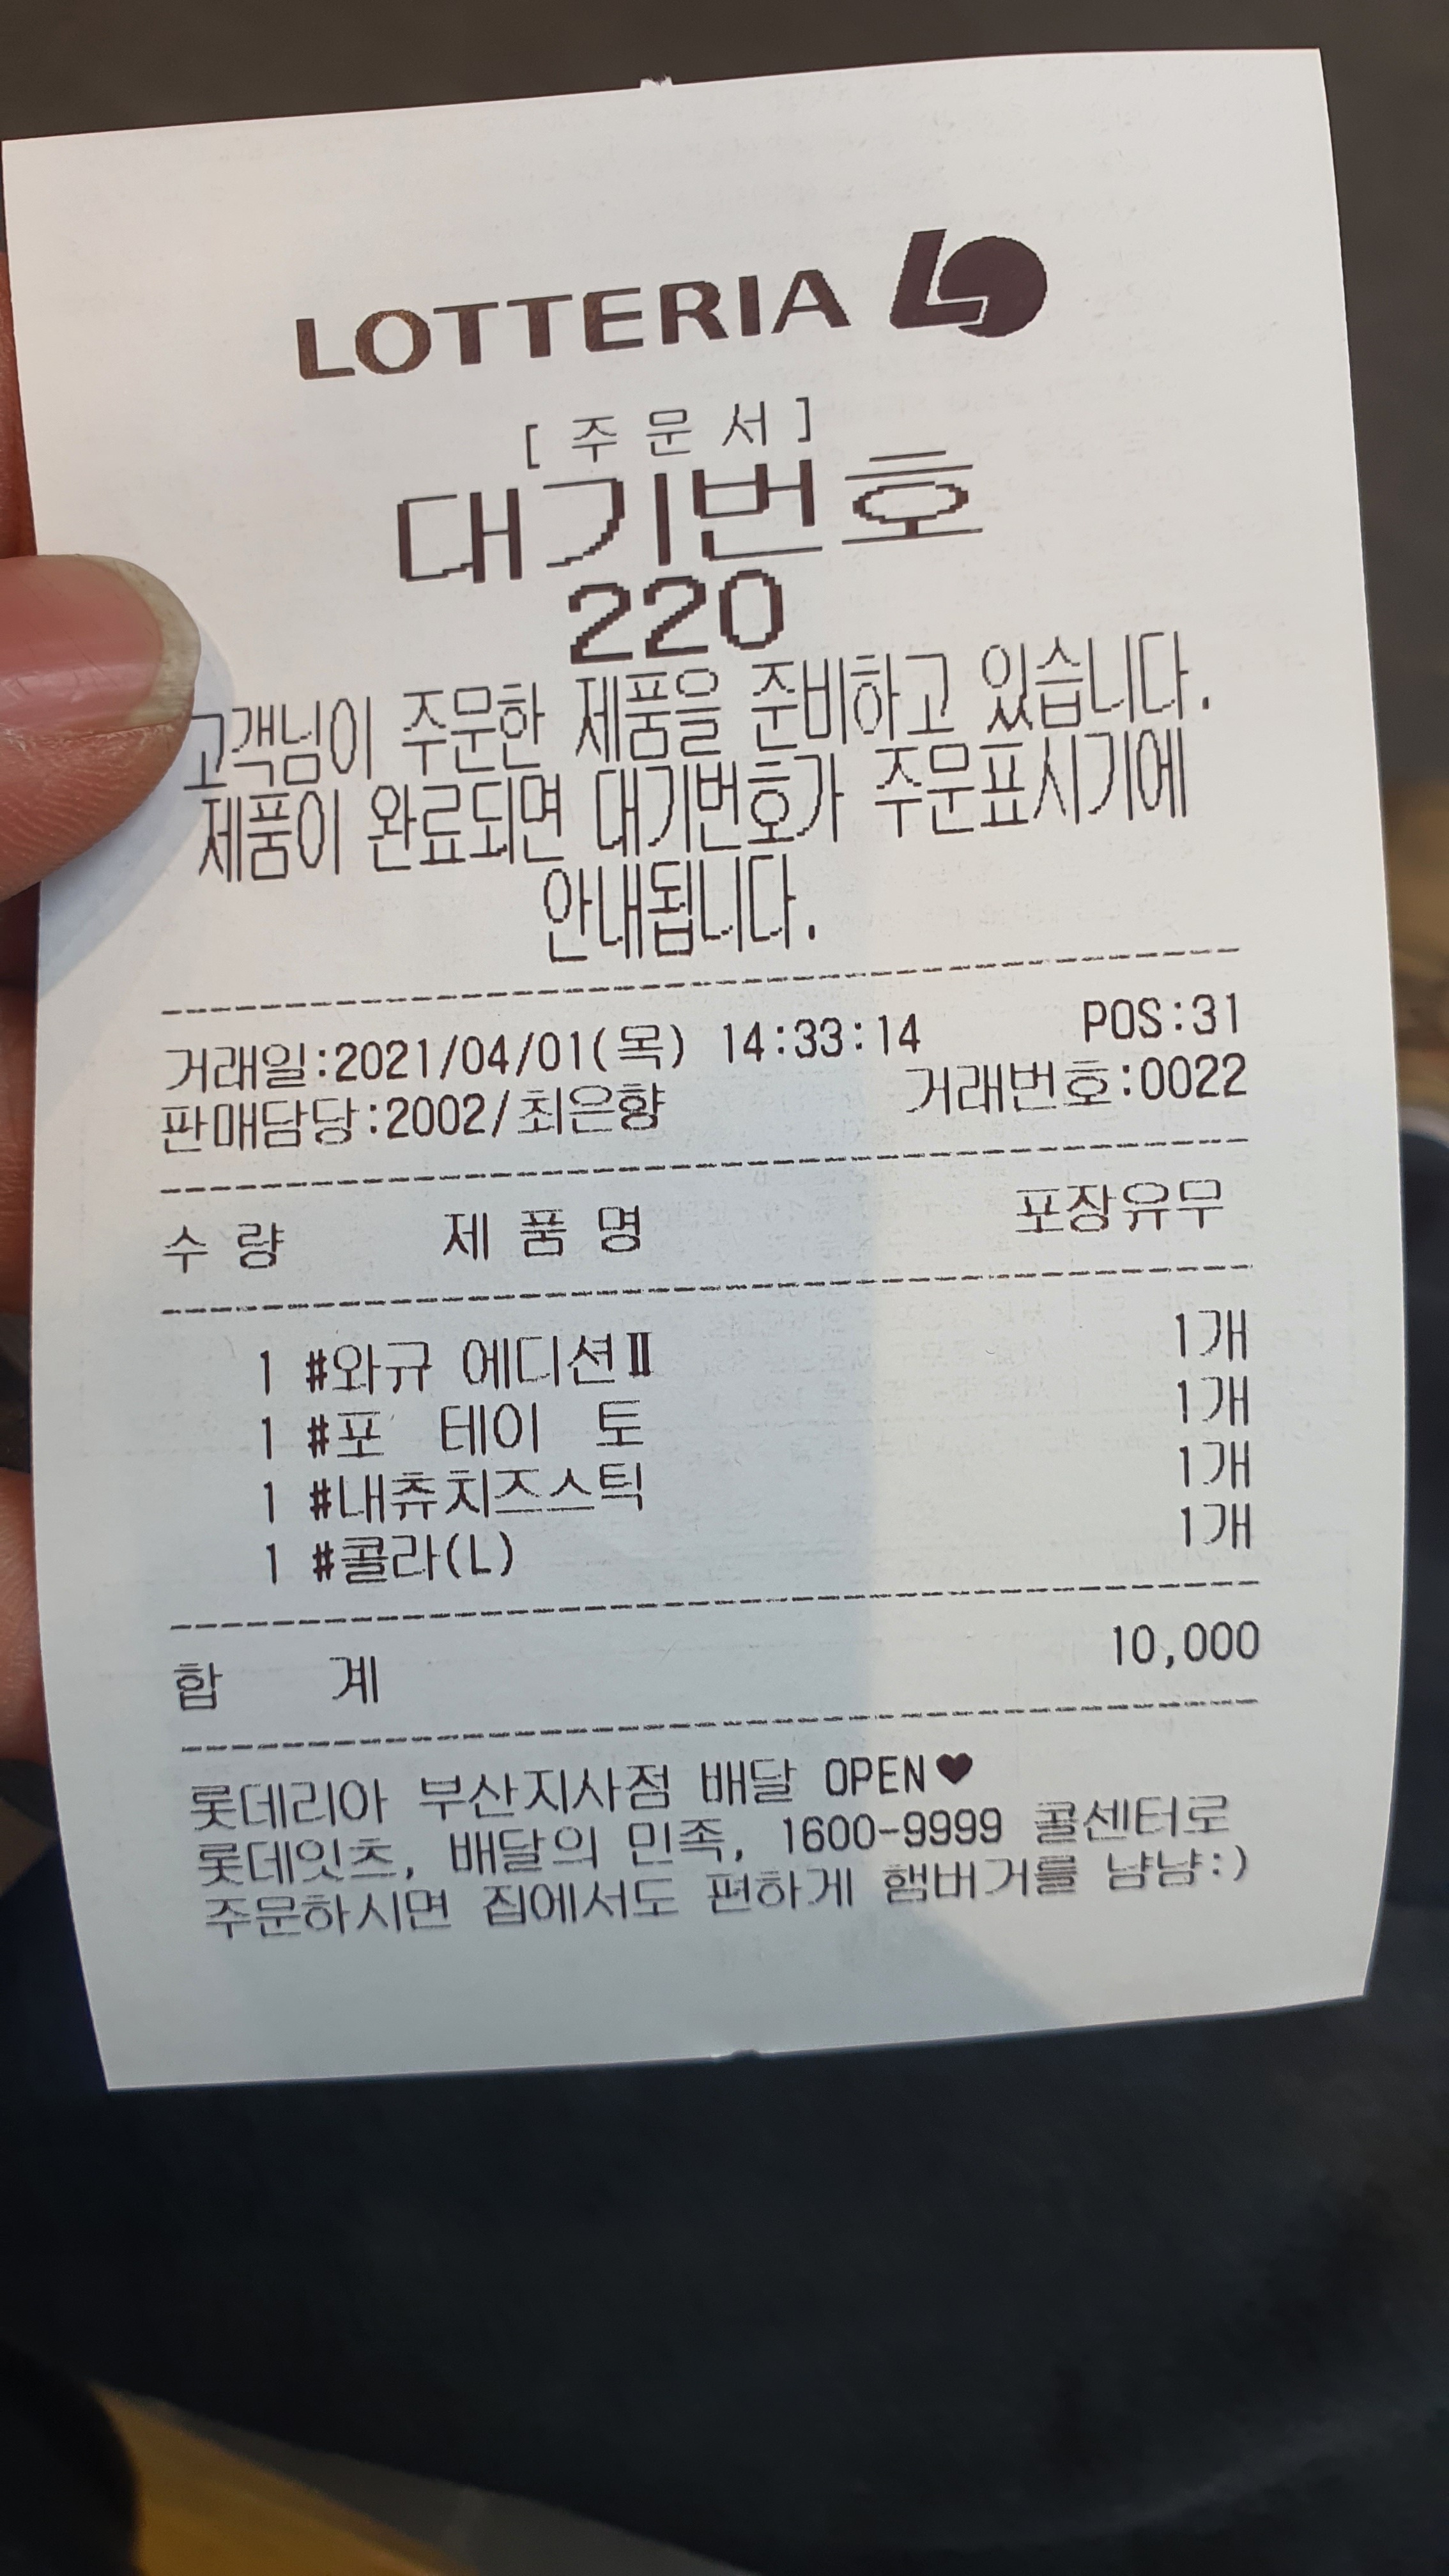 LOTTERIA
[주문서]
대기번호
220
고객님이 주문한 제품을 준비하고 있습니다.
제품이 완료되면 대기번호가 주문표시기에
안내됩니다.
거래일:2021/04/01(목) 14:33:14 POS:31
판매담당:2002/최은향 거래번호:0022
수 량 제 품 명 포장유무
1 #와규 에디션Ⅱ 1개
1 #포 테이 토 1개
1 #내츄치즈스틱 1개
1 #콜라(L) 1개
합 계 10,000
롯데리아 부산지사점 배달 OPEN♥
롯데잇츠, 배달의 민족, 1600-9999 콜센터로
주문하시면 집에서도 편하게 햄버거를 냠냠:)